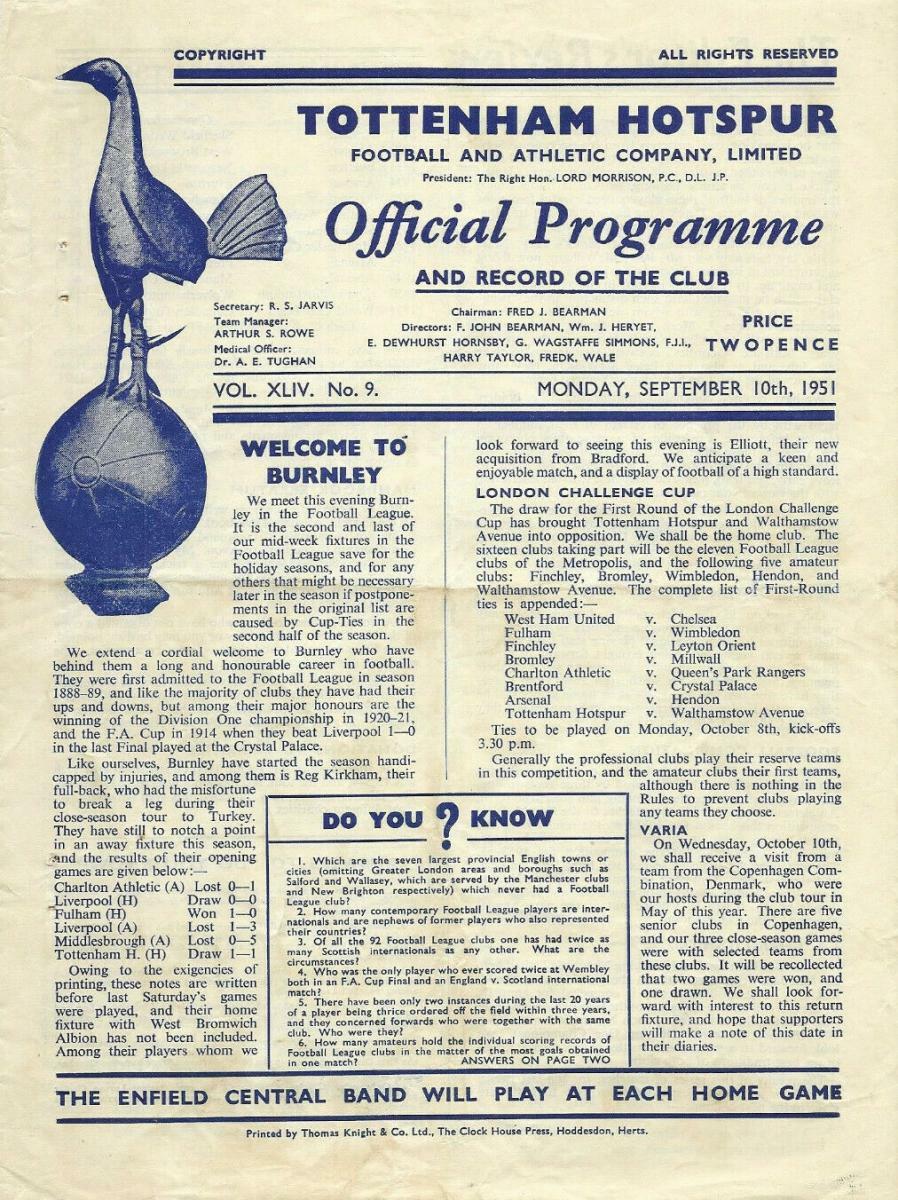 COPYRIGHT ALL RIGHTS RESERVED
TOTTENHAM HOTSPUR
FOOTBALL AND ATHLETIC COMPANY, LIMITED
President: The Right Hon. LORD MORRISON, P.C., D.L. J.P.
Official Programme
AND RECORD OF THE CLUB
Secretary: R. S. JARVIS
Team Manager:
ARTHUR S. ROWE
Medical Officer:
Dr. A. E. TUGHAN
Chairman: FRED J. BEARMAN
Directors: F. JOHN BEARMAN, Wm. J. HERYET,
E. DEWHURST HORNSBY, G. WAGSTAFFE SIMMONS, F.J.I.,
HARRY TAYLOR, FREDK. WALE
PRICE
TWOPENCE
VOL. XLIV. No. 9. MONDAY, SEPTEMBER 10th, 1951
WELCOME TO
BURNLEY
We meet this evening Burn-
ley in the Football League.
It is the second and last of
our mid-week fixtures in the
Football League save for the
holiday seasons, and for any
others that might be necessary
later in the season if postpone-
ments in the original list are
caused by Cup-Ties in the
second half of the season.
We extend a cordial welcome to Burnley who have
behind them a long and honourable career in football.
They were first admitted to the Football League in season
1888–89, and like the majority of clubs they have had their
ups and downs, but among their major honours are the
winning of the Division One championship in 1920–21,
and the F.A. Cup in 1914 when they beat Liverpool 1—0
in the last Final played at the Crystal Palace.
Like ourselves, Burnley have started the season handi-
capped by injuries, and among them is Reg Kirkham, their
full-back, who had the misfortune
to break a leg during their
close-season tour to Turkey.
They have still to notch a point
in an away fixture this season,
and the results of their opening
games are given below:—
Charlton Athletic (A) Lost 0—1
Liverpool (H) Draw 0—0
Fulham (H) Won 1—0
Liverpool (A) Lost 1—3
Middlesbrough (A) Lost 0—5
Tottenham H. (H) Draw 1—1
Owing to the exigencies of
printing, these notes are written
before last Saturday's games
were played, and their home
fixture with West Bromwich
Albion has not been included.
Among their players whom we
look forward to seeing this evening is Elliott, their new
acquisition from Bradford. We anticipate a keen and
enjoyable match, and a display of football of a high standard.
LONDON CHALLENGE CUP
The draw for the First Round of the London Challenge
Cup has brought Tottenham Hotspur and Walthamstow
Avenue into opposition. We shall be the home club. The
sixteen clubs taking part will be the eleven Football League
clubs of the Metropolis, and the following five amateur
clubs: Finchley, Bromley, Wimbledon, Hendon, and
Walthamstow Avenue. The complete list of First-Round
ties is appended:—
West Ham United v. Chelsea
Fulham v. Wimbledon
Finchley v. Leyton Orient
Bromley v. Millwall
Charlton Athletic v. Queen's Park Rangers
Brentford v. Crystal Palace
Arsenal v. Hendon
Tottenham Hotspur v. Walthamstow Avenue
Ties to be played on Monday, October 8th, kick-offs
3.30 p.m.
Generally the professional clubs play their reserve teams
in this competition, and the amateur clubs their first teams,
although there is nothing in the
Rules to prevent clubs playing
any teams they choose.
VARIA
On Wednesday, October 10th,
we shall receive a visit from a
team from the Copenhagen Com-
bination, Denmark, who were
our hosts during the club tour in
May of this year. There are five
senior clubs in Copenhagen,
and our three close-season games
were with selected teams from
these clubs. It will be recollected
that two games were won, and
one drawn. We shall look for-
ward with interest to this return
fixture, and hope that supporters
will make a note of this date in
their diaries.
DO YOU ? KNOW
1. Which are the seven largest provincial English towns or
cities (omitting Greater London areas and boroughs such as
Salford and Wallasey, which are served by the Manchester clubs
and New Brighton respectively) which never had a Football
League club?
2. How many contemporary Football League players are inter-
nationals and are nephews of former players who also represented
their countries?
3. Of all the 92 Football League clubs one has had twice as
many Scottish internationals as any other. What are the
circumstances?
4. Who was the only player who ever scored twice at Wembley
both in an F.A. Cup Final and an England v. Scotland international
match?
5. There have been only two instances during the last 20 years
of a player being thrice ordered off the field within three years,
and they concerned forwards who were together with the same
club. Who were they?
6. How many amateurs hold the individual scoring records of
Football League clubs in the matter of the most goals obtained
in one match? ANSWERS ON PAGE TWO
THE ENFIELD CENTRAL BAND WILL PLAY AT EACH HOME GAME
Printed by Thomas Knight & Co. Ltd., The Clock House Press, Hoddesdon, Herts.